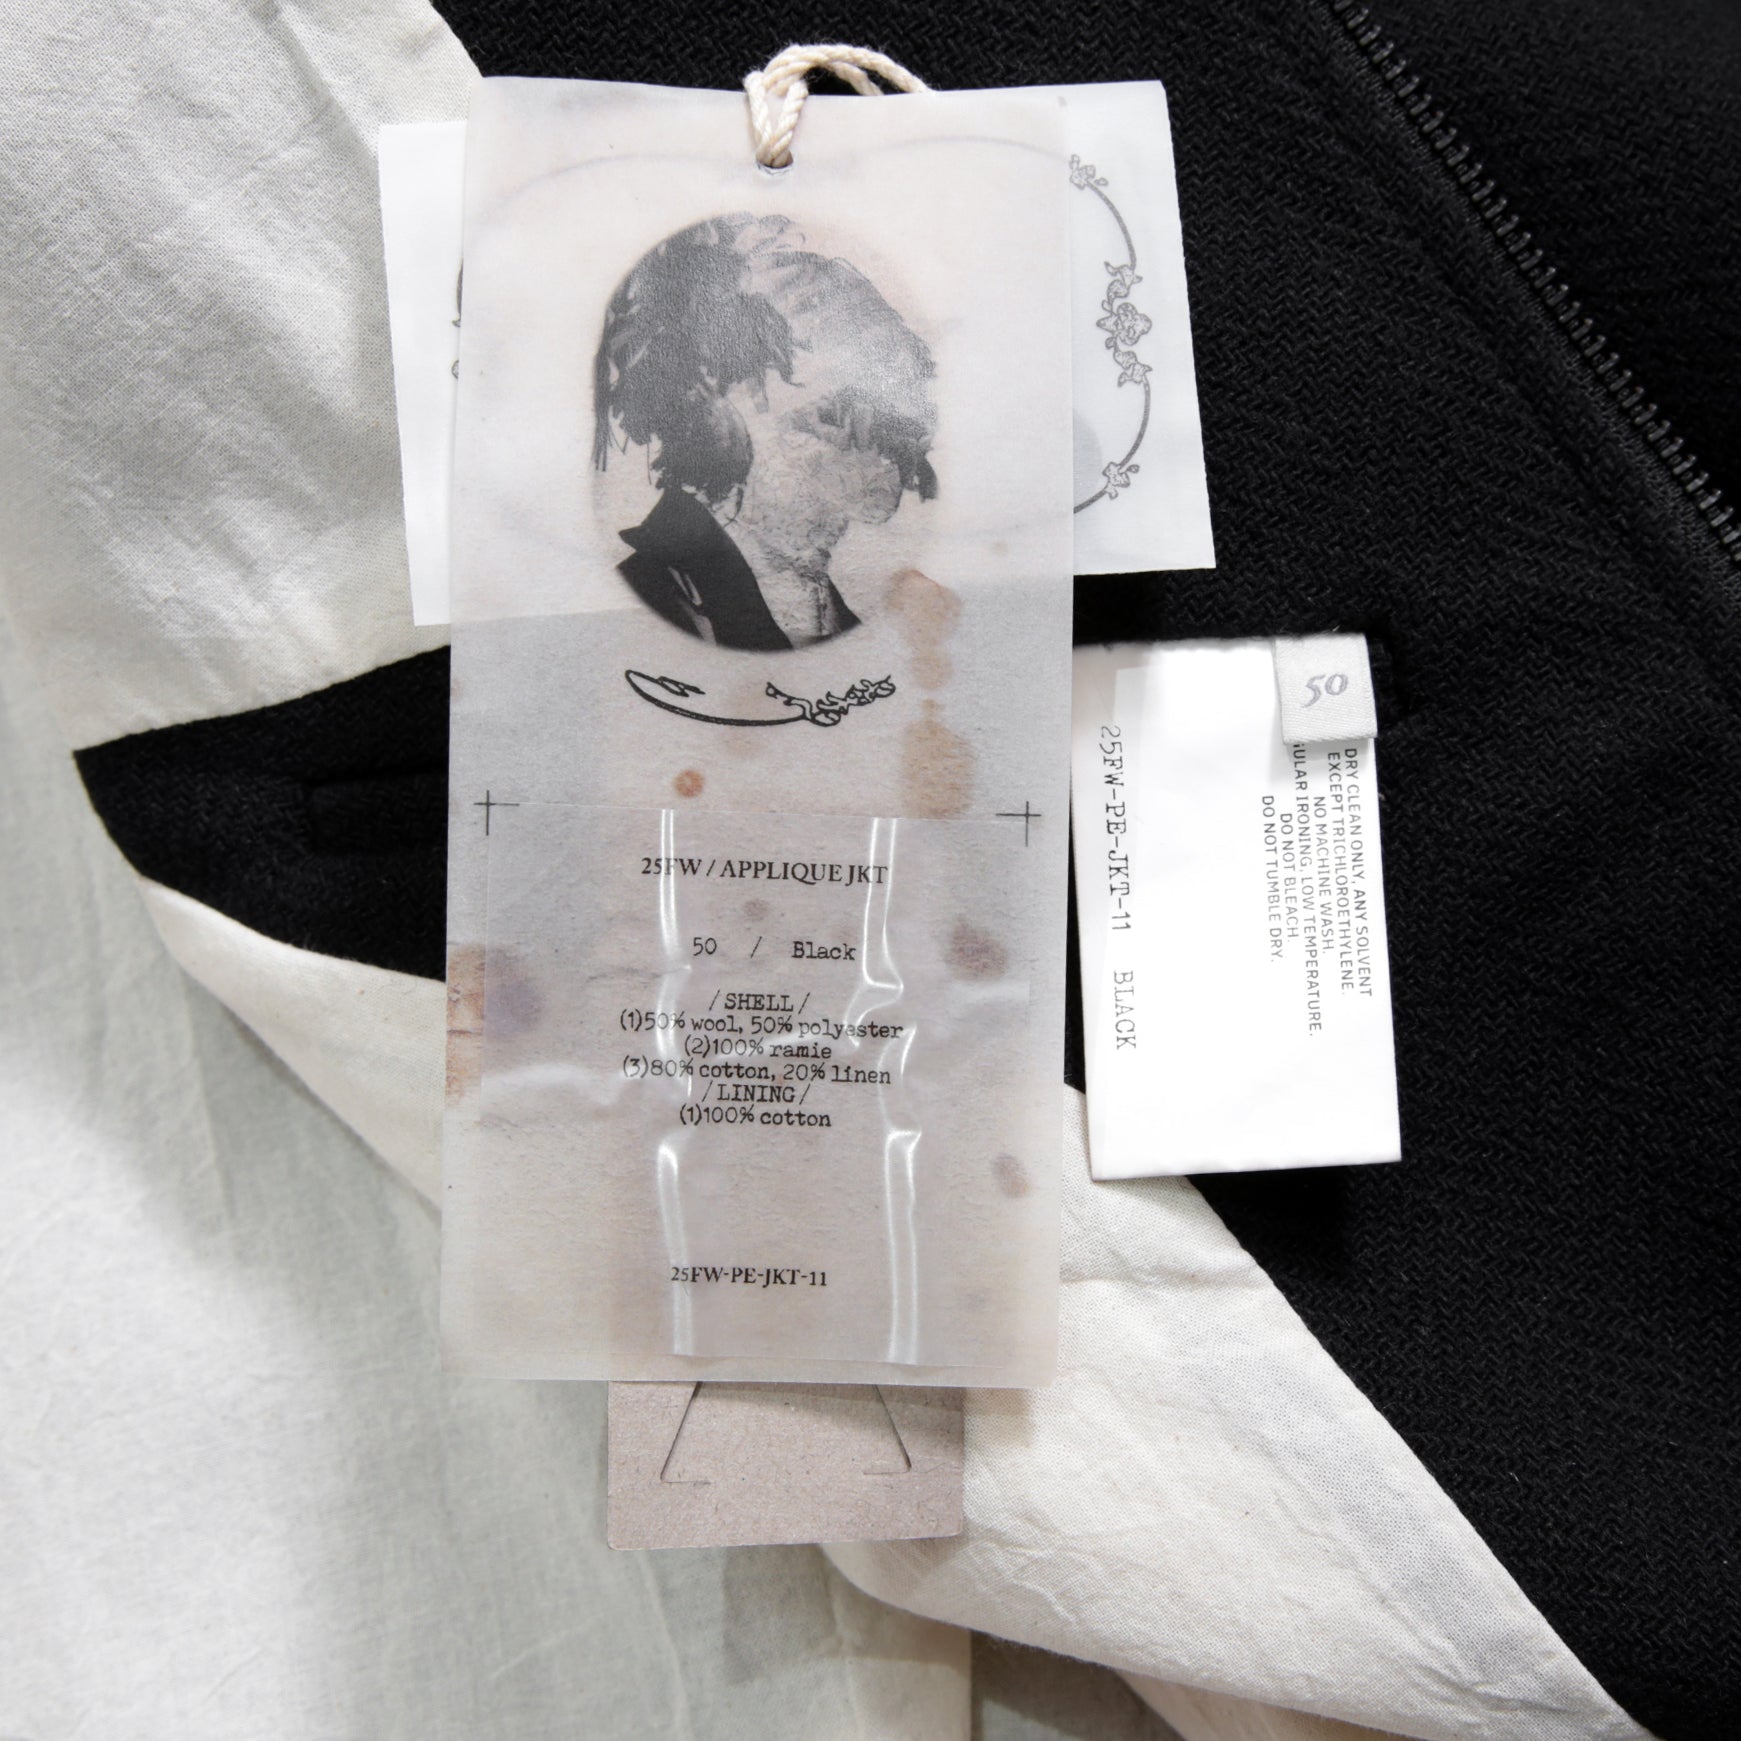 25FW / APPLIQUE JKT
50 / Black
/SHELL/
(1)50% wool, 50% polyester
(2)100% ramie
(3)80% cotton, 20% linen
/LINING/
(1)100% cotton
25FW-PE-JKT-11
50
DRY CLEAN ONLY, ANY SOLVENT
EXCEPT TRICHLOROETHYLENE.
NO MACHINE WASH.
IRONING, LOW TEMPERATURE.
DO NOT BLEACH.
DO NOT TUMBLE DRY.
25FW-PE-JKT-11 BLACK